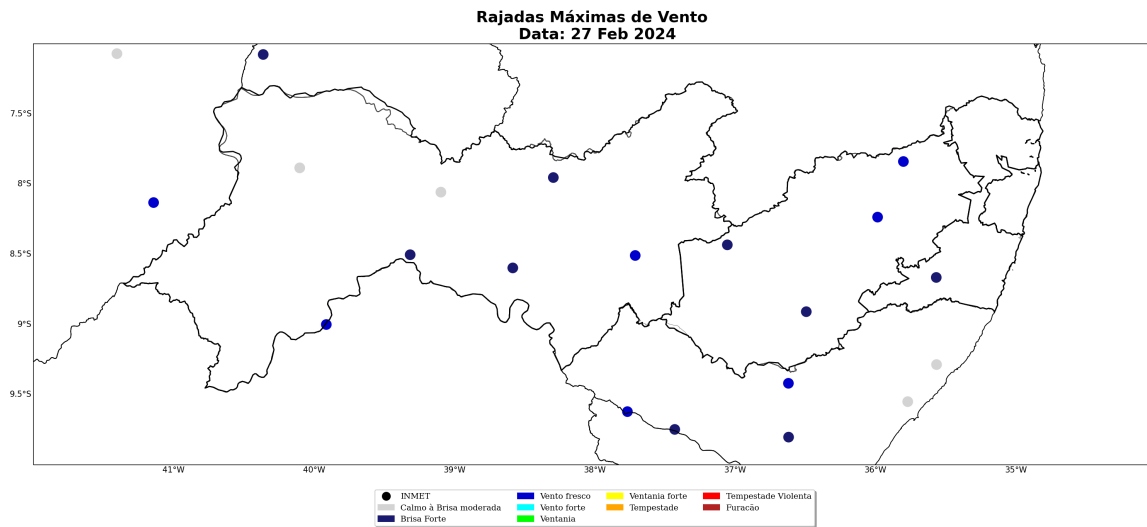 Rajadas Máximas de Vento
Data: 27 Feb 2024
7.5°S
8°S
8.5°S
9°S
9.5°S
41°W
40°W
39°W
38°W
37°W
36°W
35°W
INMET
Calmo à Brisa moderada
Brisa Forte
Vento fresco
Vento forte
Ventania
Ventania forte
Tempestade
Tempestade Violenta
Furacão